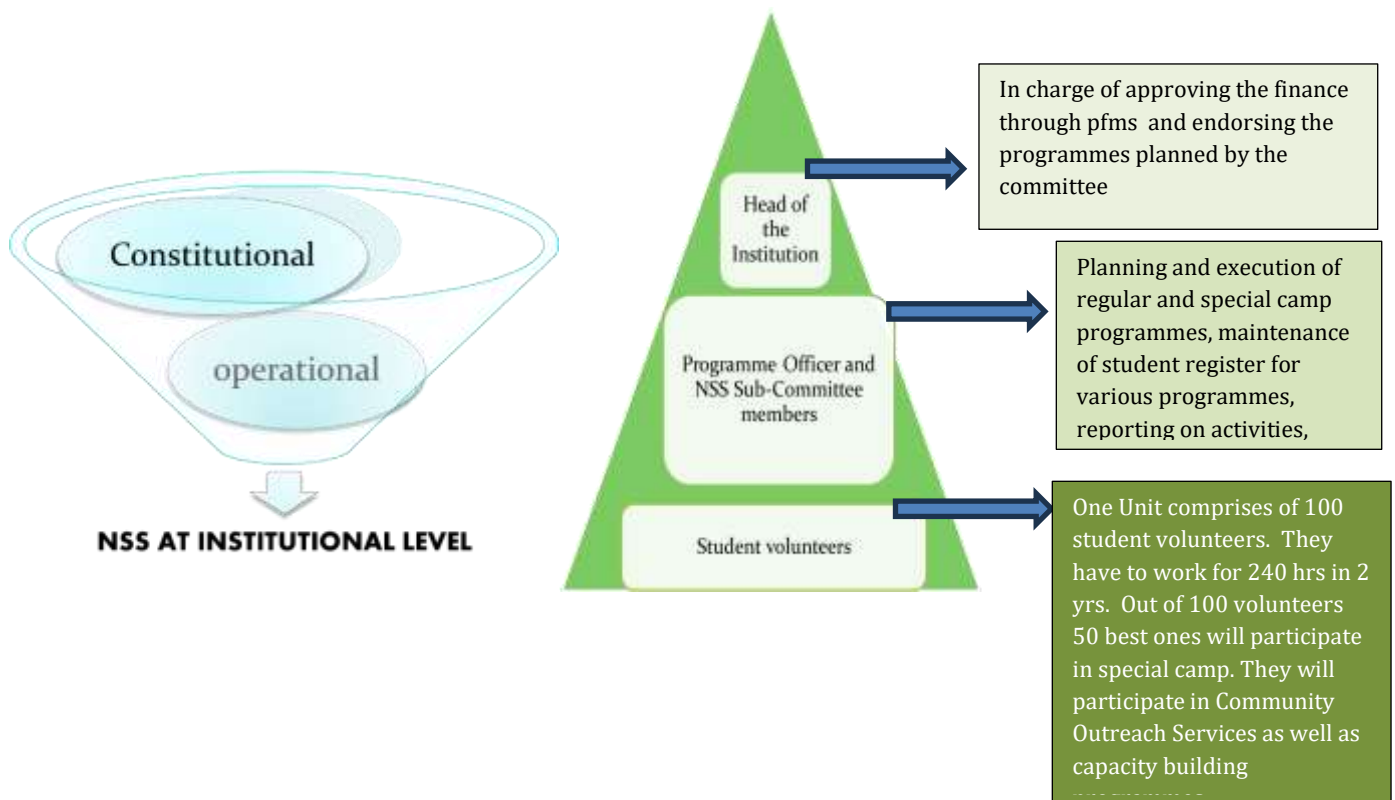 Constitutional
operational
NSS AT INSTITUTIONAL LEVEL
Head of
the
Institution
Programme Officer and
NSS Sub-Committee
members
Student volunteers
In charge of approving the finance
through pfms and endorsing the
programmes planned by the
committee
Planning and execution of
regular and special camp
programmes, maintenance
of student register for
various programmes,
reporting on activities,
One Unit comprises of 100
student volunteers. They
have to work for 240 hrs in 2
yrs. Out of 100 volunteers
50 best ones will participate
in special camp. They will
participate in Community
Outreach Services as well as
capacity building